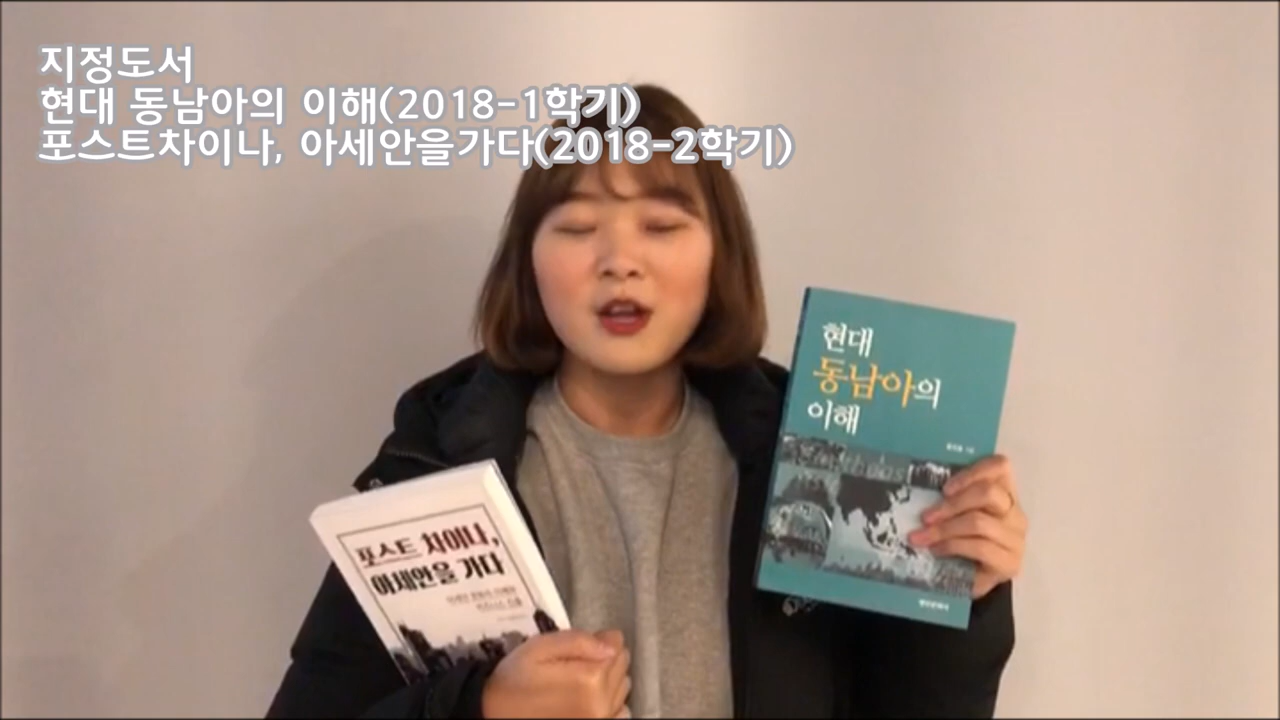 지정도서
현대 동남아의 이해(2018-1학기)
포스트차이나, 아세안을가다(2018-2학기)
현대
동남아의
이해
포스트 차이나,
아세안을 가다